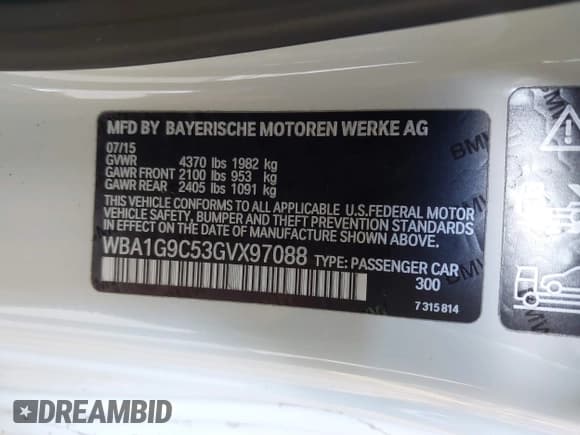 MFD BY BAYERISCHE MOTOREN WERKE AG
07/15
GVWR 4370 lbs 1982 kg
GAWR FRONT 2100 lbs 953 kg
GAWR REAR 2405 lbs 1091 kg
THIS VEHICLE CONFORMS TO ALL APPLICABLE U.S.FEDERAL MOTOR
VEHICLE SAFETY, BUMPER AND THEFT PREVENTION STANDARDS
IN EFFECT ON THE DATE OF MANUFACTURE SHOWN ABOVE.
WBA1G9C53GVX97088 TYPE: PASSENGER CAR
300
7 315 814
BMW
DREAMBID